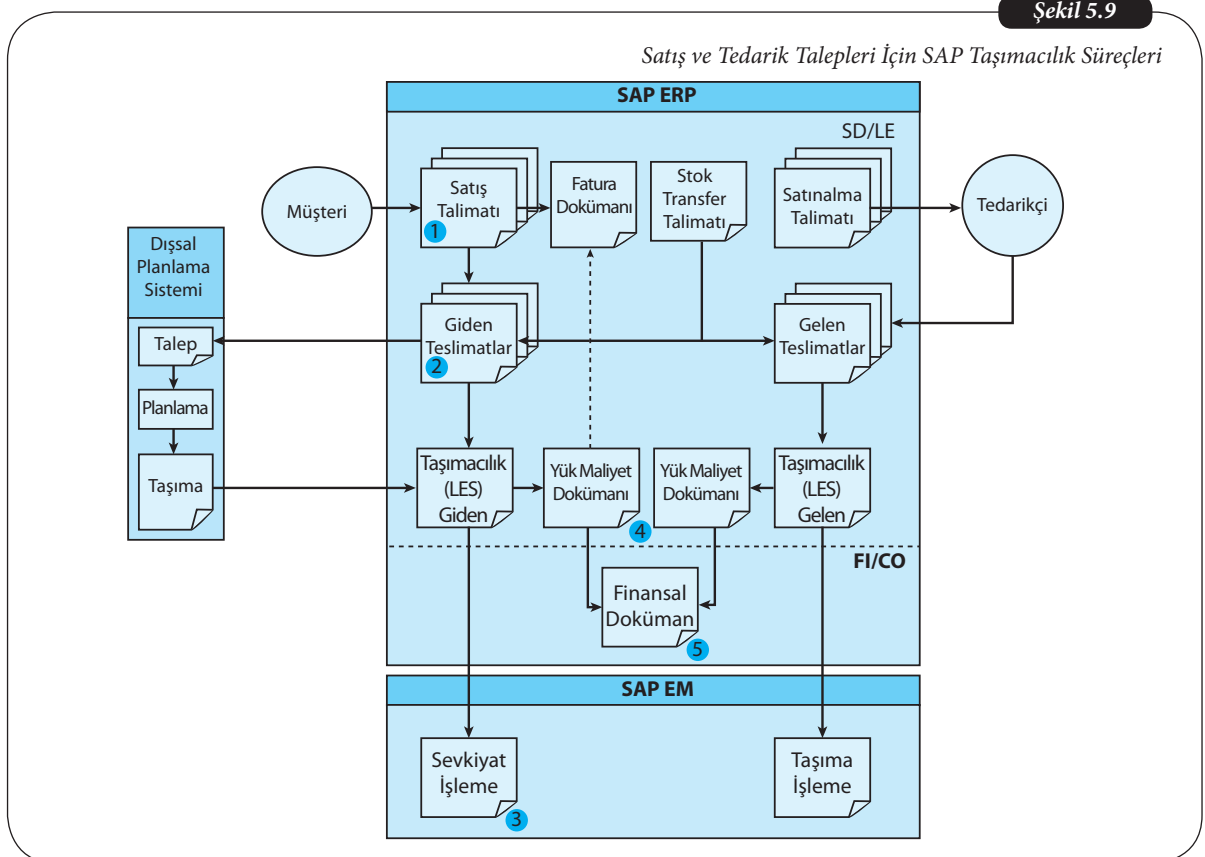 Şekil 5.9
Satış ve Tedarik Talepleri İçin SAP Taşımacılık Süreçleri
SAP ERP
SD/LE
Müşteri
Satış
Talimatı
1
Fatura
Dokümanı
Stok
Transfer
Talimatı
Satınalma
Talimatı
Tedarikçi
Dışsal
Planlama
Sistemi
Talep
Planlama
Taşıma
Giden
Teslimatlar
2
Gelen
Teslimatlar
Taşımacılık
(LES)
Giden
Yük Maliyet
Dokümanı
Yük Maliyet
Dokümanı
4
Taşımacılık
(LES)
Gelen
FI/CO
Finansal
Doküman
5
SAP EM
Sevkiyat
İşleme
3
Taşıma
İşleme